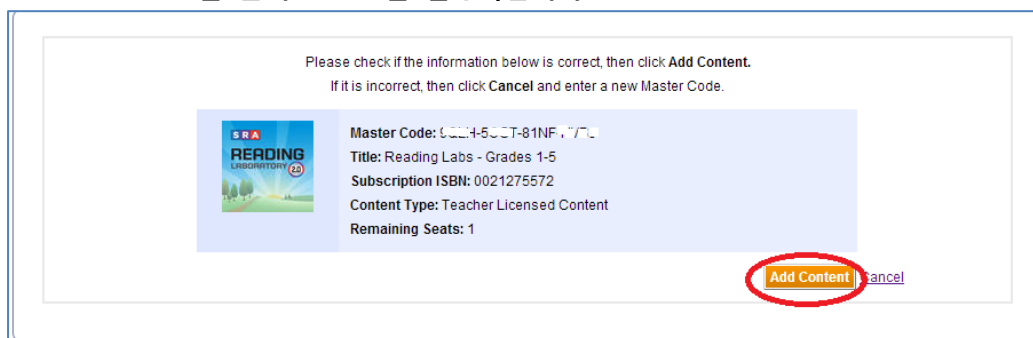 Please check if the information below is correct, then click Add Content.
If it is incorrect, then click Cancel and enter a new Master Code.
SRA
READING
LABORATORY 2.0
Master Code:
Title: Reading Labs - Grades 1-5
Subscription ISBN: 0021275572
Content Type: Teacher Licensed Content
Remaining Seats: 1
Add Content Cancel